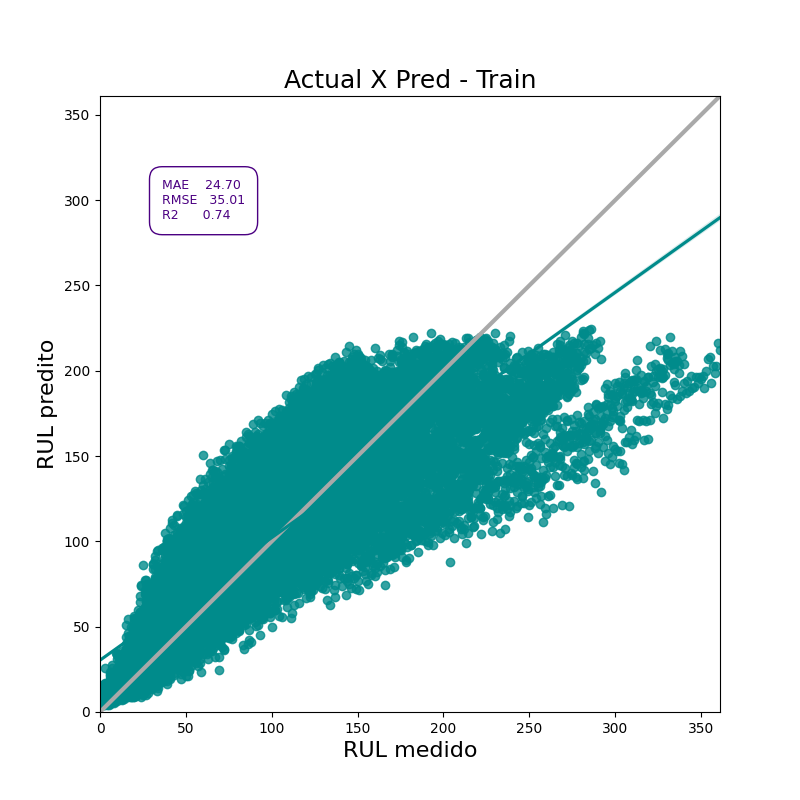 Actual X Pred - Train
MAE 24.70
RMSE 35.01
R2 0.74
RUL predito
350
300
250
200
150
100
50
0
0 50 100 150 200 250 300 350
RUL medido